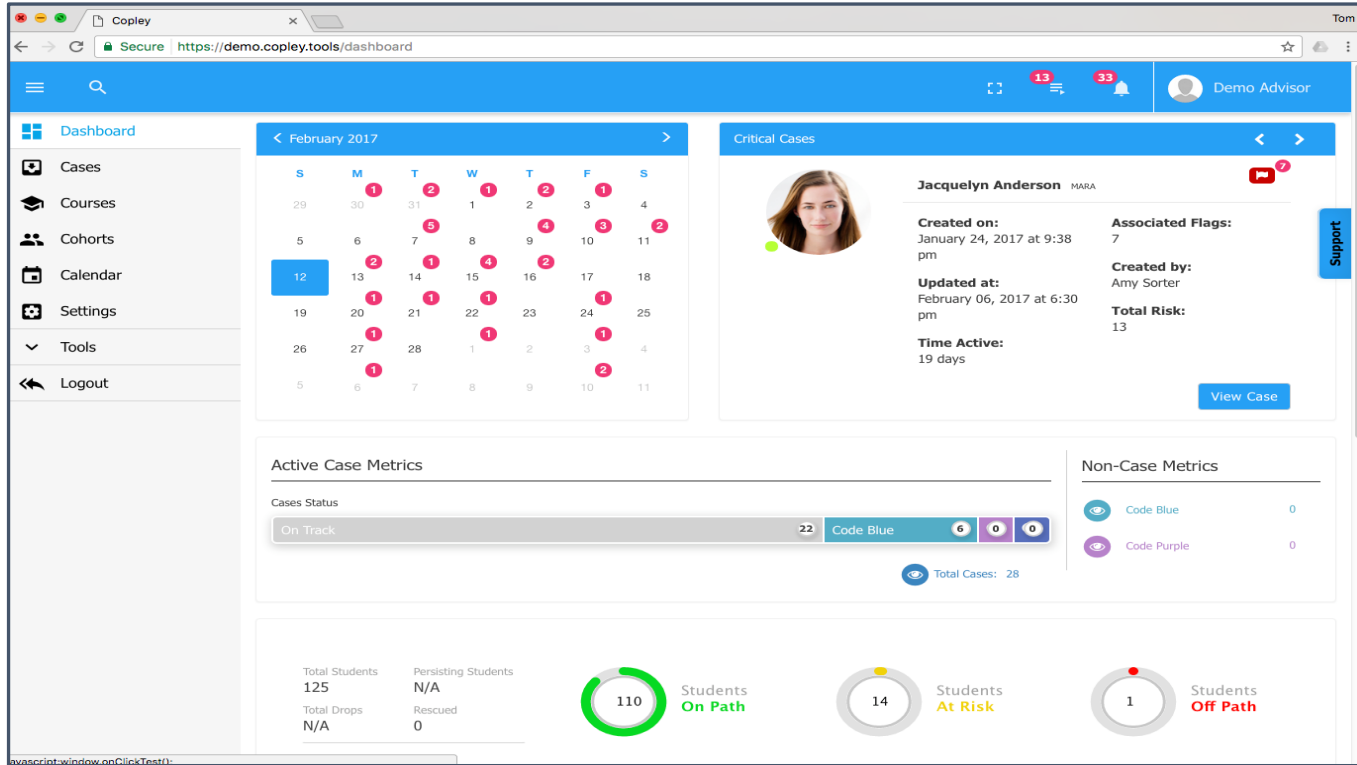 Copley
Tom
Secure https://demo.copley.tools/dashboard
13
33
Demo Advisor
Dashboard
Cases
Courses
Cohorts
Calendar
Settings
Tools
Logout
February 2017
S M T W T F S
1 2 1 2 1
29 30 31 1 2 3 4
5 4 3 2
5 6 7 8 9 10 11
2 1 4 2
12 13 14 15 16 17 18
1 1 1 1
19 20 21 22 23 24 25
1 1 1
26 27 28 1 2 3 4
1 2
5 6 7 8 9 10 11
Critical Cases
7
Jacquelyn Anderson MARA
Created on:
January 24, 2017 at 9:38
pm
Updated at:
February 06, 2017 at 6:30
pm
Time Active:
19 days
Associated Flags:
7
Created by:
Amy Sorter
Total Risk:
13
View Case
Support
Active Case Metrics
Cases Status
On Track 22 Code Blue 6 0 0
Total Cases: 28
Non-Case Metrics
Code Blue 0
Code Purple 0
Total Students
125
Persisting Students
N/A
Total Drops
N/A
Rescued
0
110
Students
On Path
14
Students
At Risk
1
Students
Off Path
avascript:window.onClickTest();